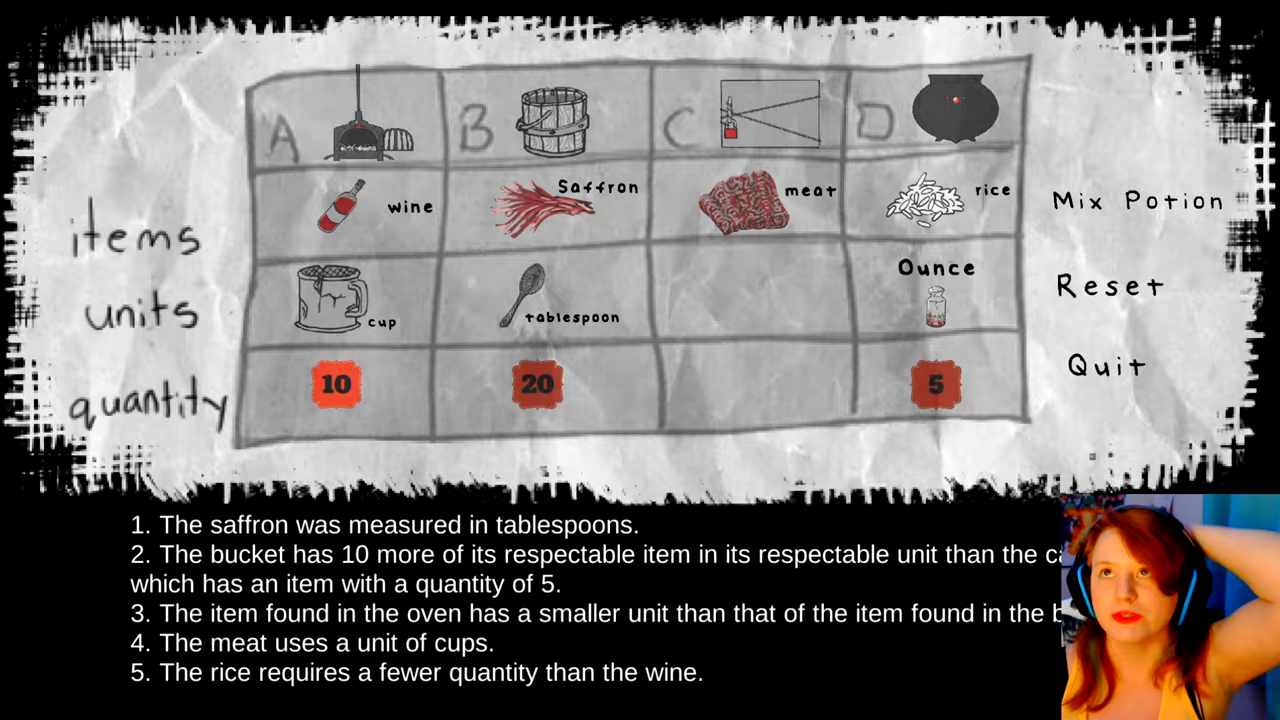 A B C D
items wine Saffron meat rice Mix Potion
units cup tablespoon Ounce Reset
quantity 10 20 5 Quit
1. The saffron was measured in tablespoons.
2. The bucket has 10 more of its respectable item in its respectable unit than the
which has an item with a quantity of 5.
3. The item found in the oven has a smaller unit than that of the item found in the
4. The meat uses a unit of cups.
5. The rice requires a fewer quantity than the wine.